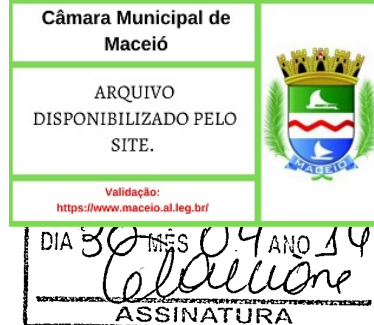 Câmara Municipal de
Maceió
ARQUIVO
DISPONIBILIZADO PELO
SITE.
Validação:
https://www.maceio.al.leg.br/
MACEIÓ
DIA 30 MÊS 04 ANO 14
ASSINATURA